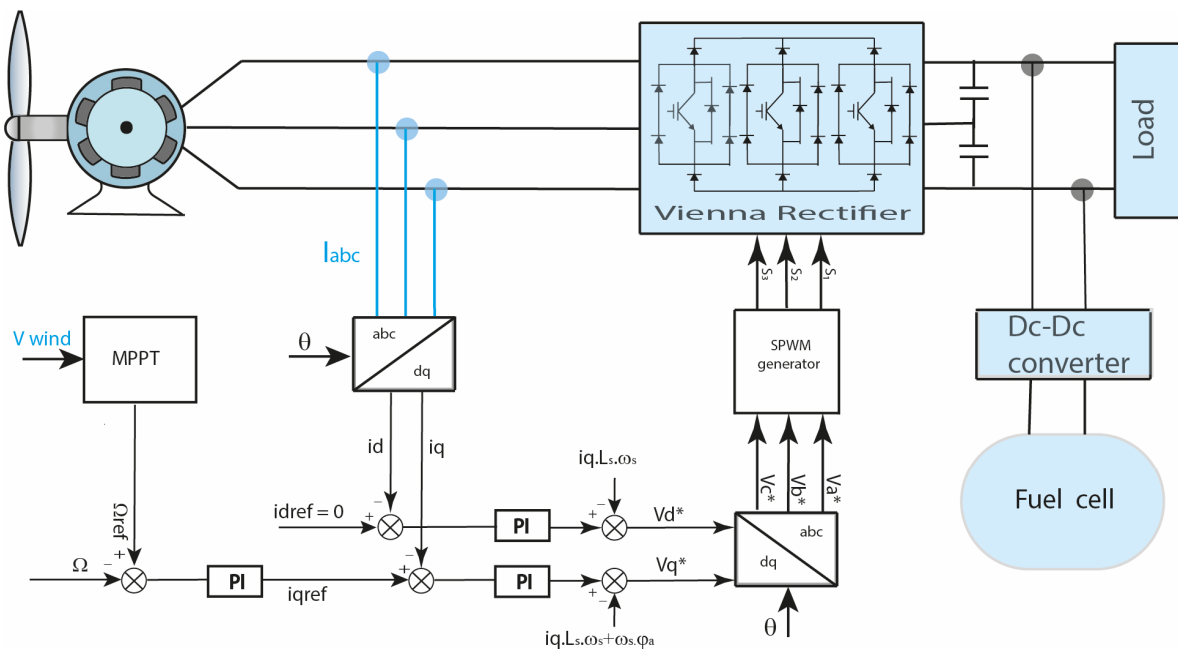 Vienna Rectifier
Load
Iabc
S₃
S₂
S₁
V wind
MPPT
θ
abc
dq
SPWM
generator
Dc-Dc
converter
id
iq
iq.Lₛ.ωₛ
Vc*
Vb*
Va*
Fuel cell
Ωref
idref = 0
+
−
PI
+
−
Vd*
abc
dq
Ω
−
+
PI
iqref
+
−
PI
+
−
Vq*
θ
iq.Lₛ.ωₛ+ωₛ.φₐ